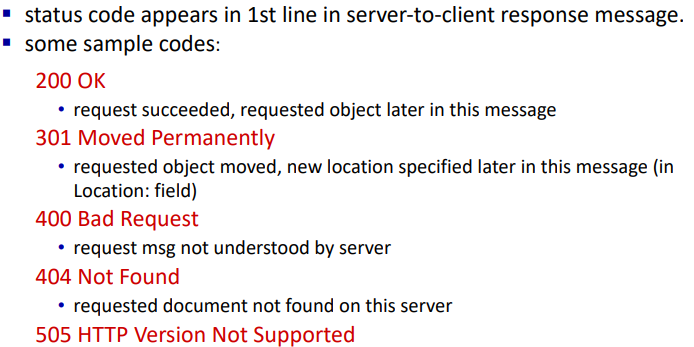 ▪ status code appears in 1st line in server-to-client response message.
▪ some sample codes:
200 OK
• request succeeded, requested object later in this message
301 Moved Permanently
• requested object moved, new location specified later in this message (in
Location: field)
400 Bad Request
• request msg not understood by server
404 Not Found
• requested document not found on this server
505 HTTP Version Not Supported